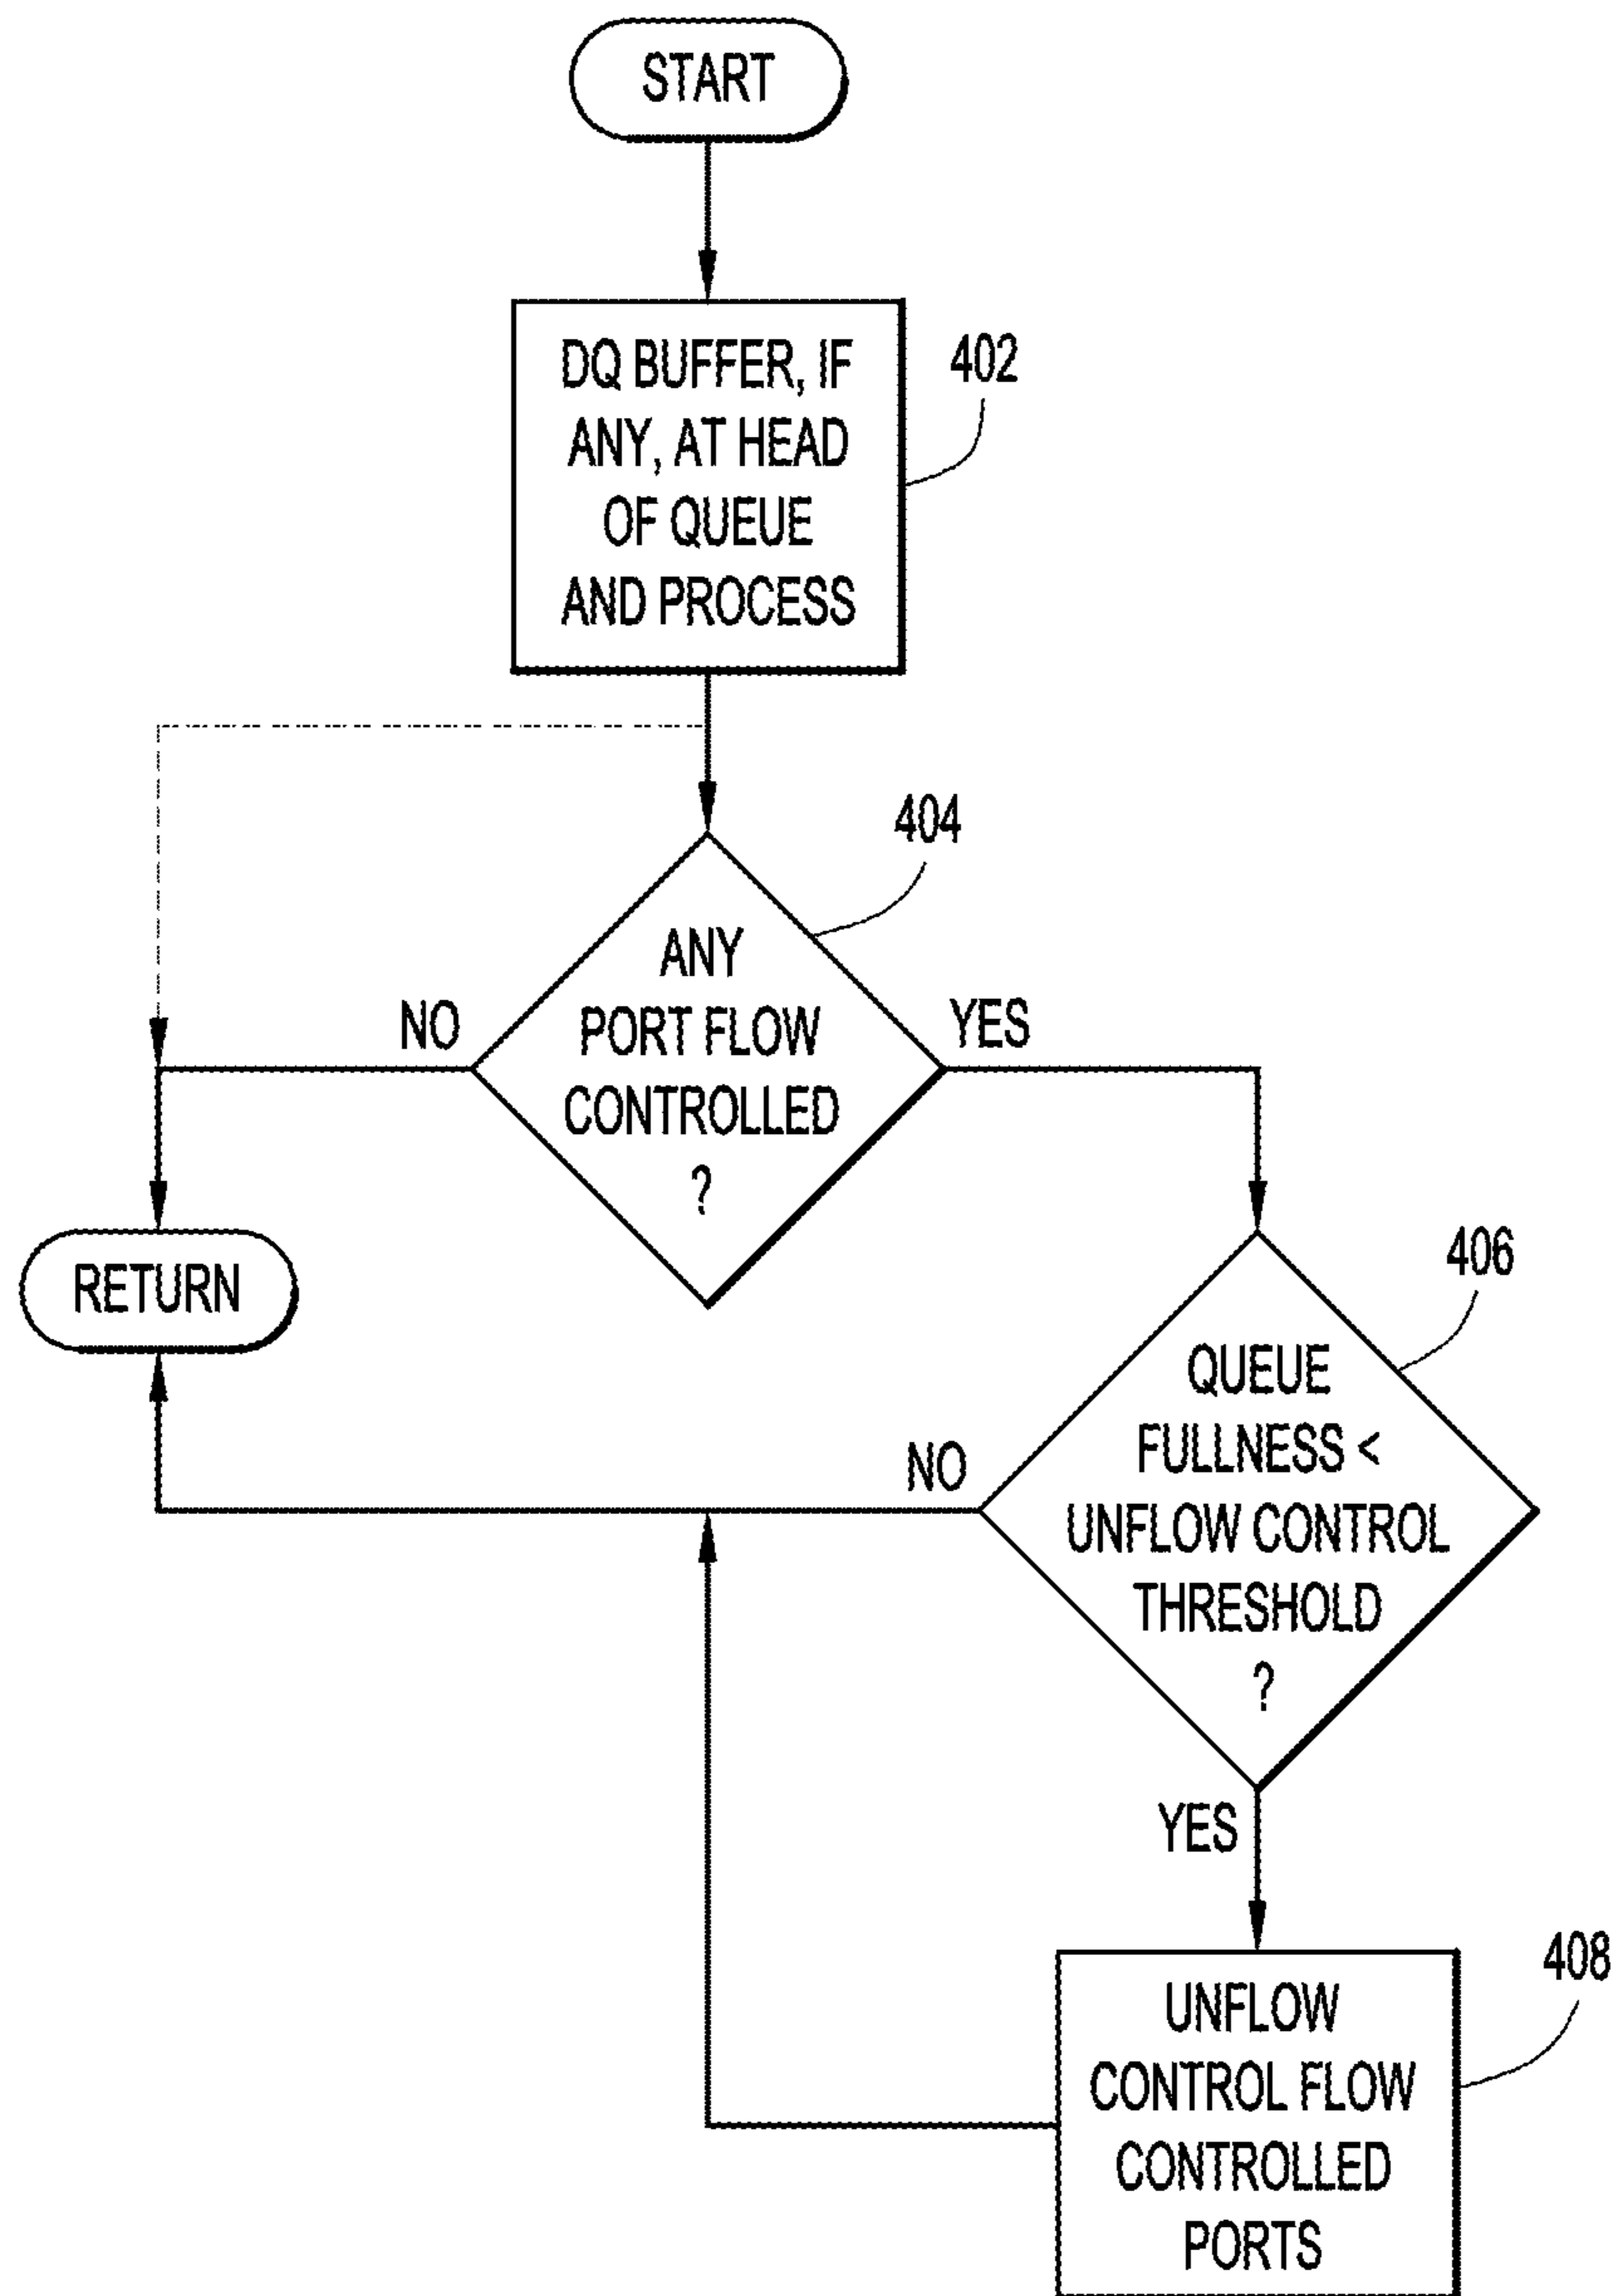 START
DQ BUFFER, IF
ANY, AT HEAD
OF QUEUE
AND PROCESS
402
404
ANY
PORT FLOW
CONTROLLED
?
NO
YES
RETURN
406
QUEUE
FULLNESS <
UNFLOW CONTROL
THRESHOLD
?
NO
YES
408
UNFLOW
CONTROL FLOW
CONTROLLED
PORTS